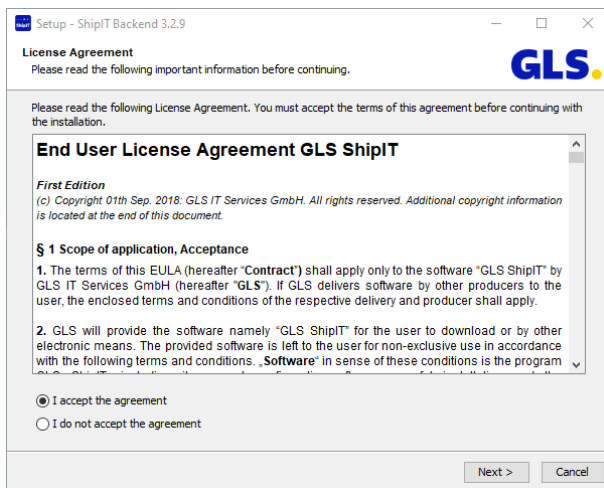 Setup - ShipIT Backend 3.2.9
License Agreement
Please read the following important information before continuing.
GLS.
Please read the following License Agreement. You must accept the terms of this agreement before continuing with
the installation.
End User License Agreement GLS ShipIT
First Edition
(c) Copyright 01th Sep. 2018: GLS IT Services GmbH. All rights reserved. Additional copyright information
is located at the end of this document.
§ 1 Scope of application, Acceptance
1. The terms of this EULA (hereafter “Contract”) shall apply only to the software “GLS ShipIT” by
GLS IT Services GmbH (hereafter “GLS”). If GLS delivers software by other producers to the
user, the enclosed terms and conditions of the respective delivery and producer shall apply.
2. GLS will provide the software namely “GLS ShipIT” for the user to download or by other
electronic means. The provided software is left to the user for non-exclusive use in accordance
with the following terms and conditions. „Software“ in sense of these conditions is the program
I accept the agreement
I do not accept the agreement
Next >
Cancel